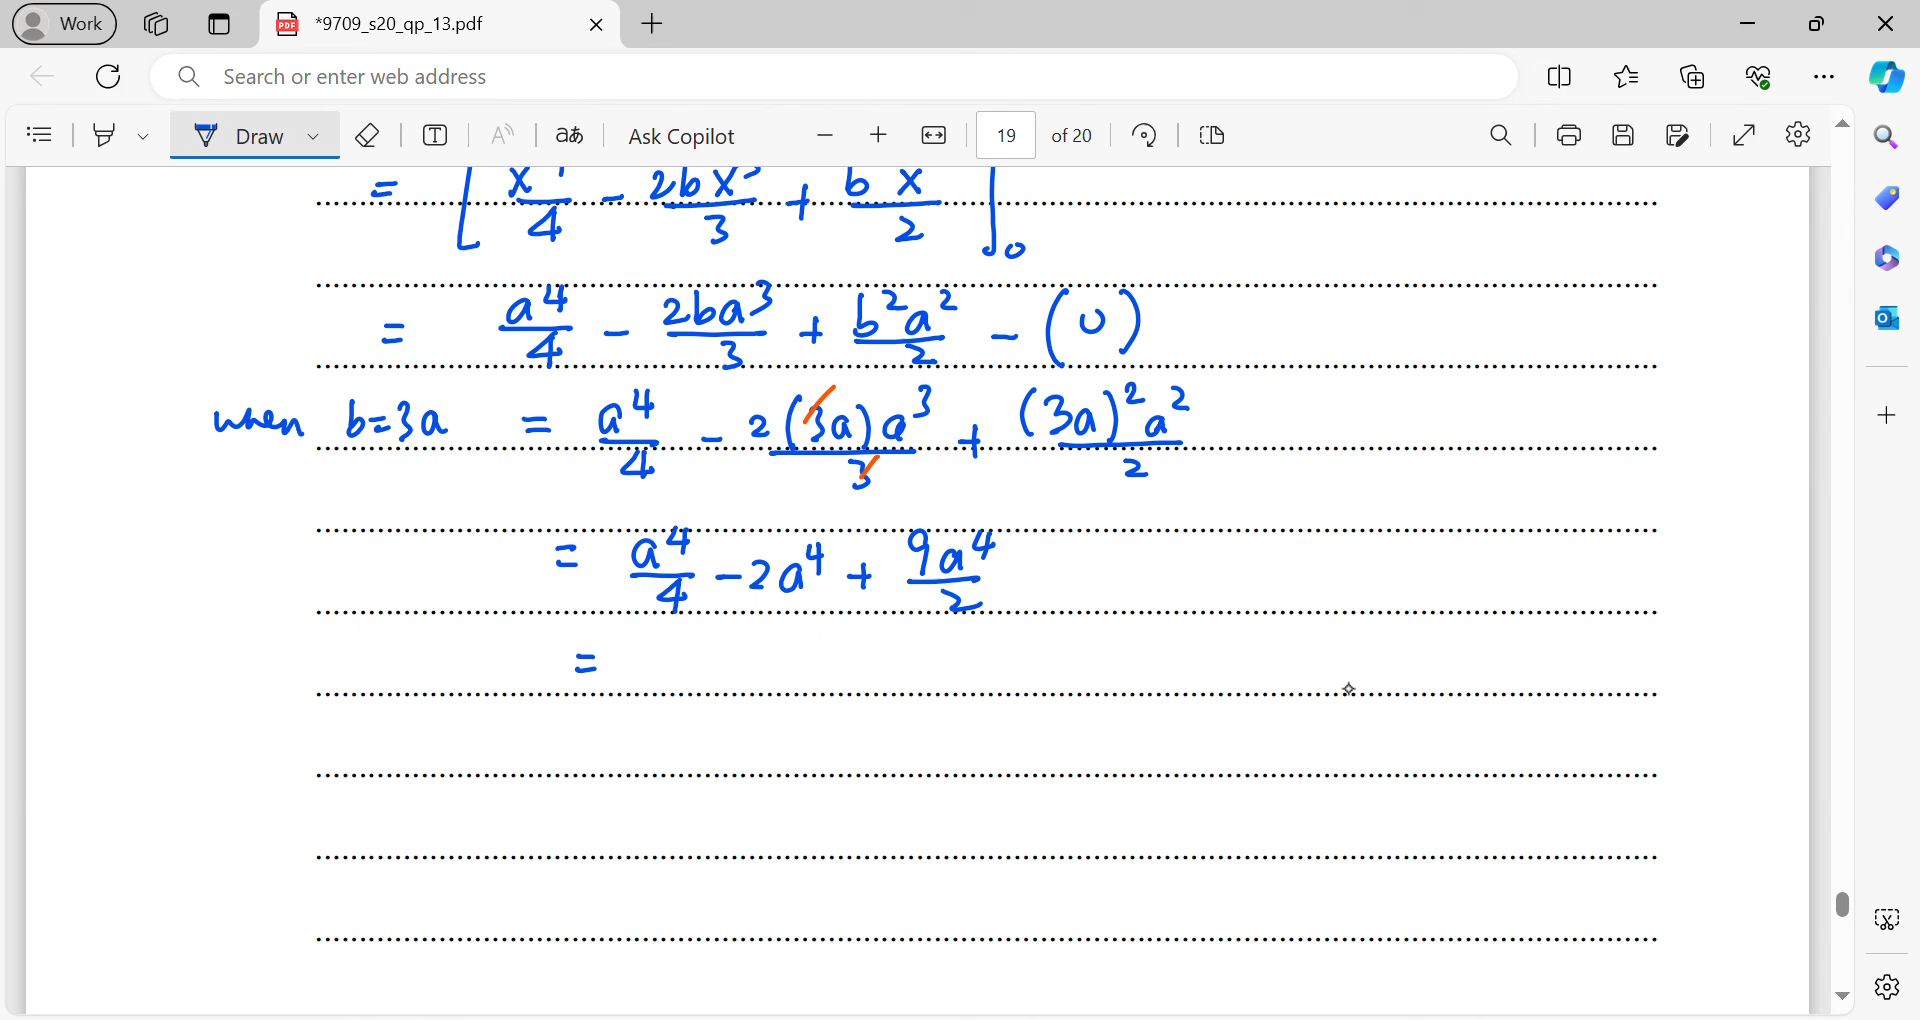 Work
*9709_s20_qp_13.pdf
Search or enter web address
Draw
aあ
Ask Copilot
19 of 20
= [ x⁴/4 - 2bx³/3 + b x/2 ]₀
= a⁴/4 - 2ba³/3 + b²a²/2 - (0)
when b=3a = a⁴/4 - 2(3a)a³/3 + (3a)²a²/2
= a⁴/4 - 2a⁴ + 9a⁴/2
=